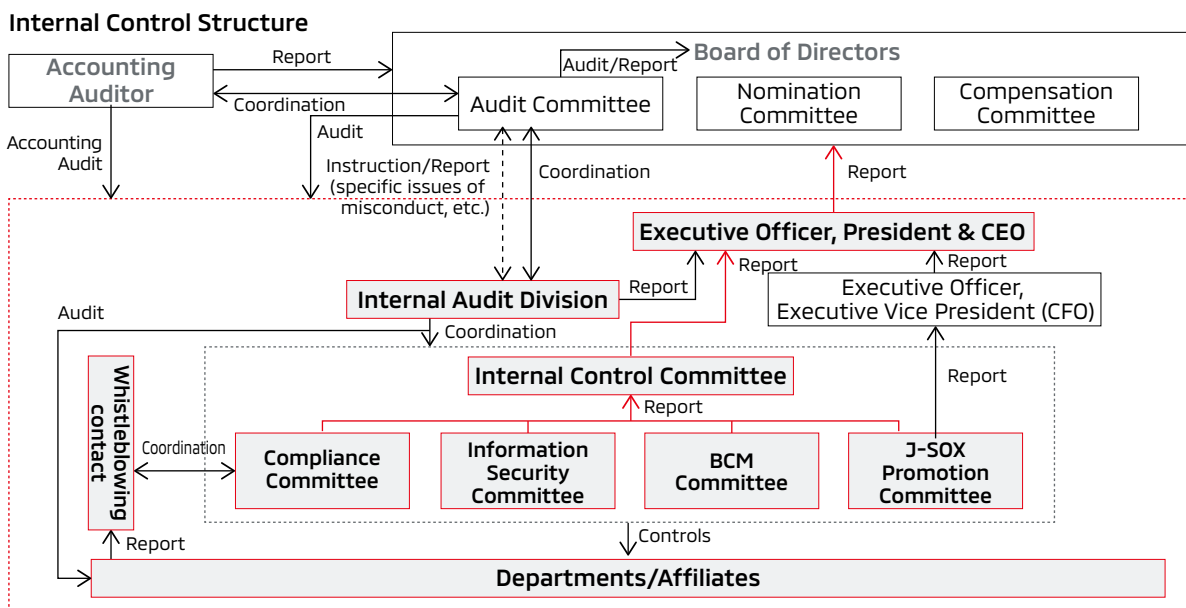 Internal Control Structure
Accounting
Auditor
Report
Coordination
Audit/Report
Board of Directors
Audit Committee
Nomination
Committee
Compensation
Committee
Accounting
Audit
Audit
Instruction/Report
(specific issues of
misconduct, etc.)
Coordination
Report
Executive Officer, President & CEO
Report
Report
Report
Internal Audit Division
Executive Officer,
Executive Vice President (CFO)
Audit
Coordination
Internal Control Committee
Report
Report
Whistleblowing
contact
Coordination
Compliance
Committee
Information
Security
Committee
BCM
Committee
J-SOX
Promotion
Committee
Report
Controls
Departments/Affiliates